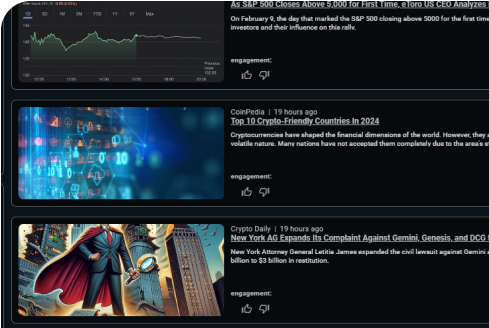 As S&P 500 Closes Above 5,000 for First Time, eToro US CEO Analyzes
1D 5D 1M 6M YTD 1Y 5Y Max
On February 9, the day that marked the S&P 500 closing above 5000 for the first time
investors and their influence on this rally.
engagement:
Previous
close
CoinPedia | 19 hours ago
Top 10 Crypto-Friendly Countries In 2024
Cryptocurrencies have shaped the financial dimensions of the world. However, they a
volatile nature. Many nations have not accepted them completely due to the area's
engagement:
Crypto Daily | 19 hours ago
New York AG Expands Its Complaint Against Gemini, Genesis, and DCG
New York Attorney General Letitia James expanded the civil lawsuit against Gemini a
billion to $3 billion in restitution.
engagement: